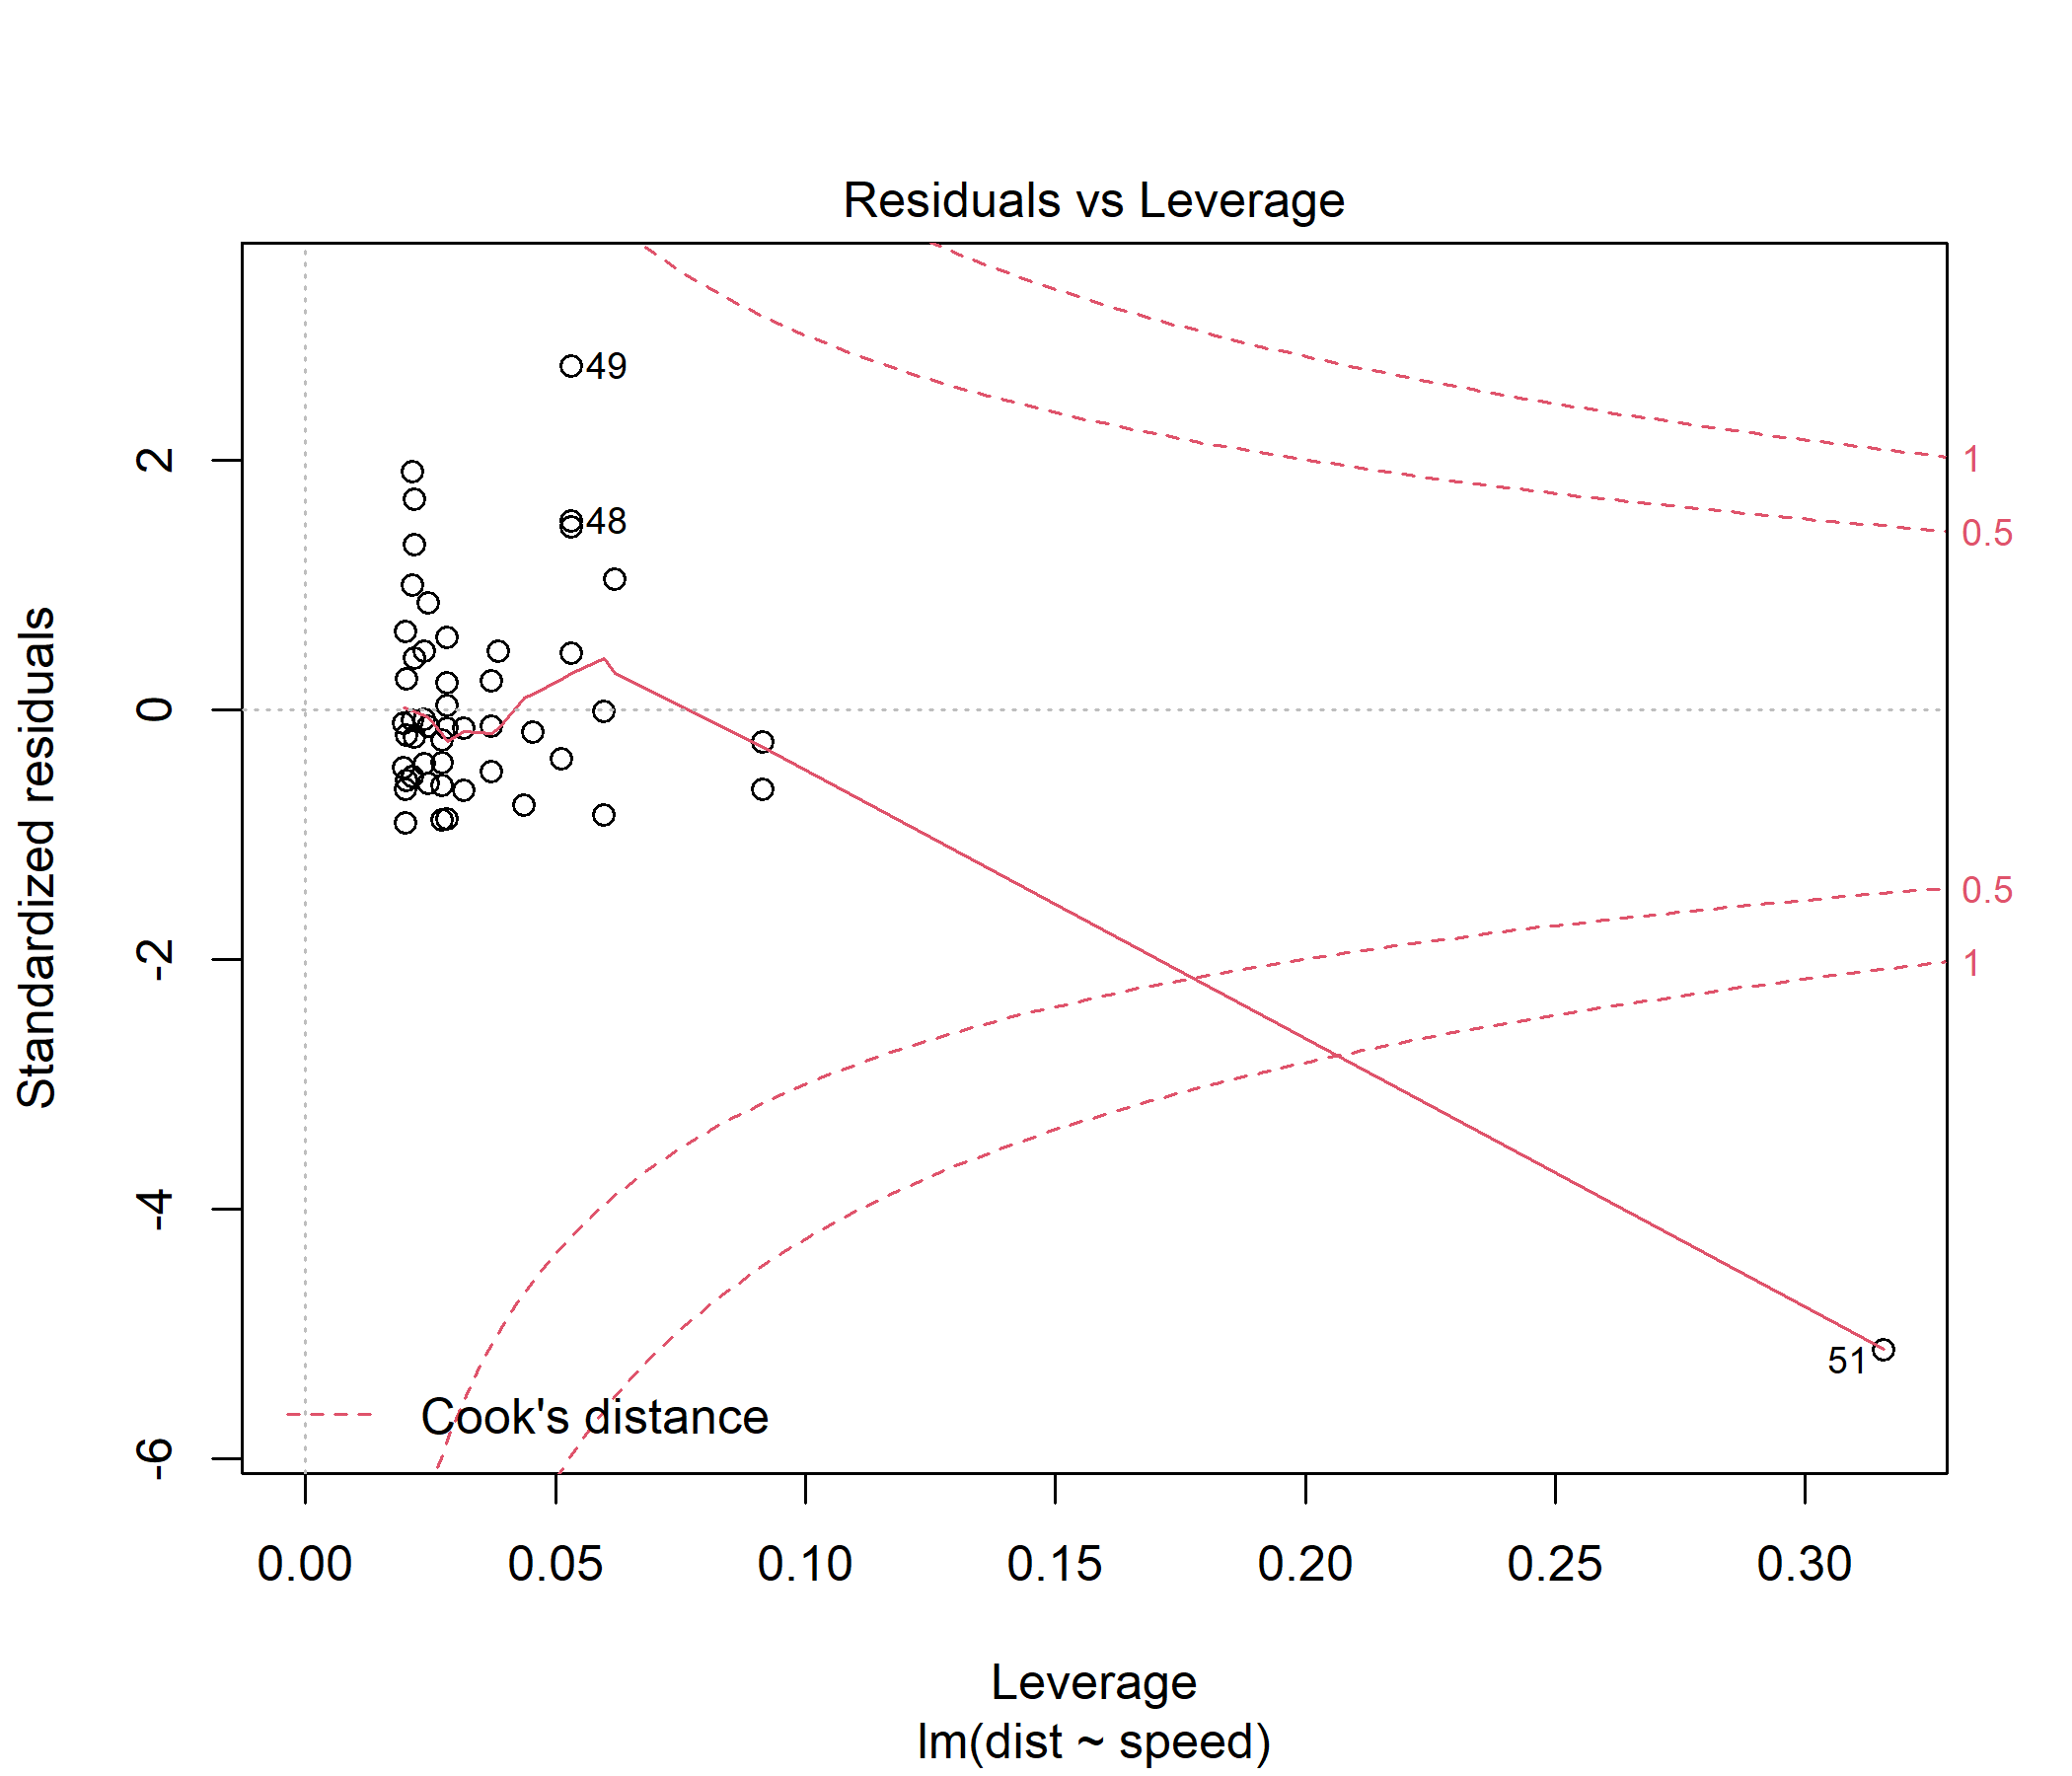 Residuals vs Leverage
Standardized residuals
2
0
-2
-4
-6
49
48
51
1
0.5
0.5
1
Cook's distance
0.00 0.05 0.10 0.15 0.20 0.25 0.30
Leverage
lm(dist ~ speed)